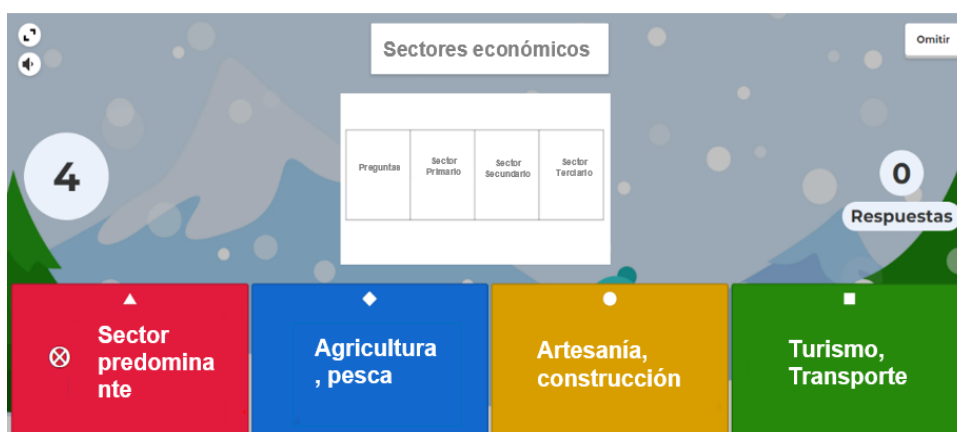 Sectores económicos
Omitir
Preguntas
Sector
Primario
Sector
Secundario
Sector
Terciario
4
0
Respuestas
Sector
predomina
nte
Agricultura
, pesca
Artesanía,
construcción
Turismo,
Transporte